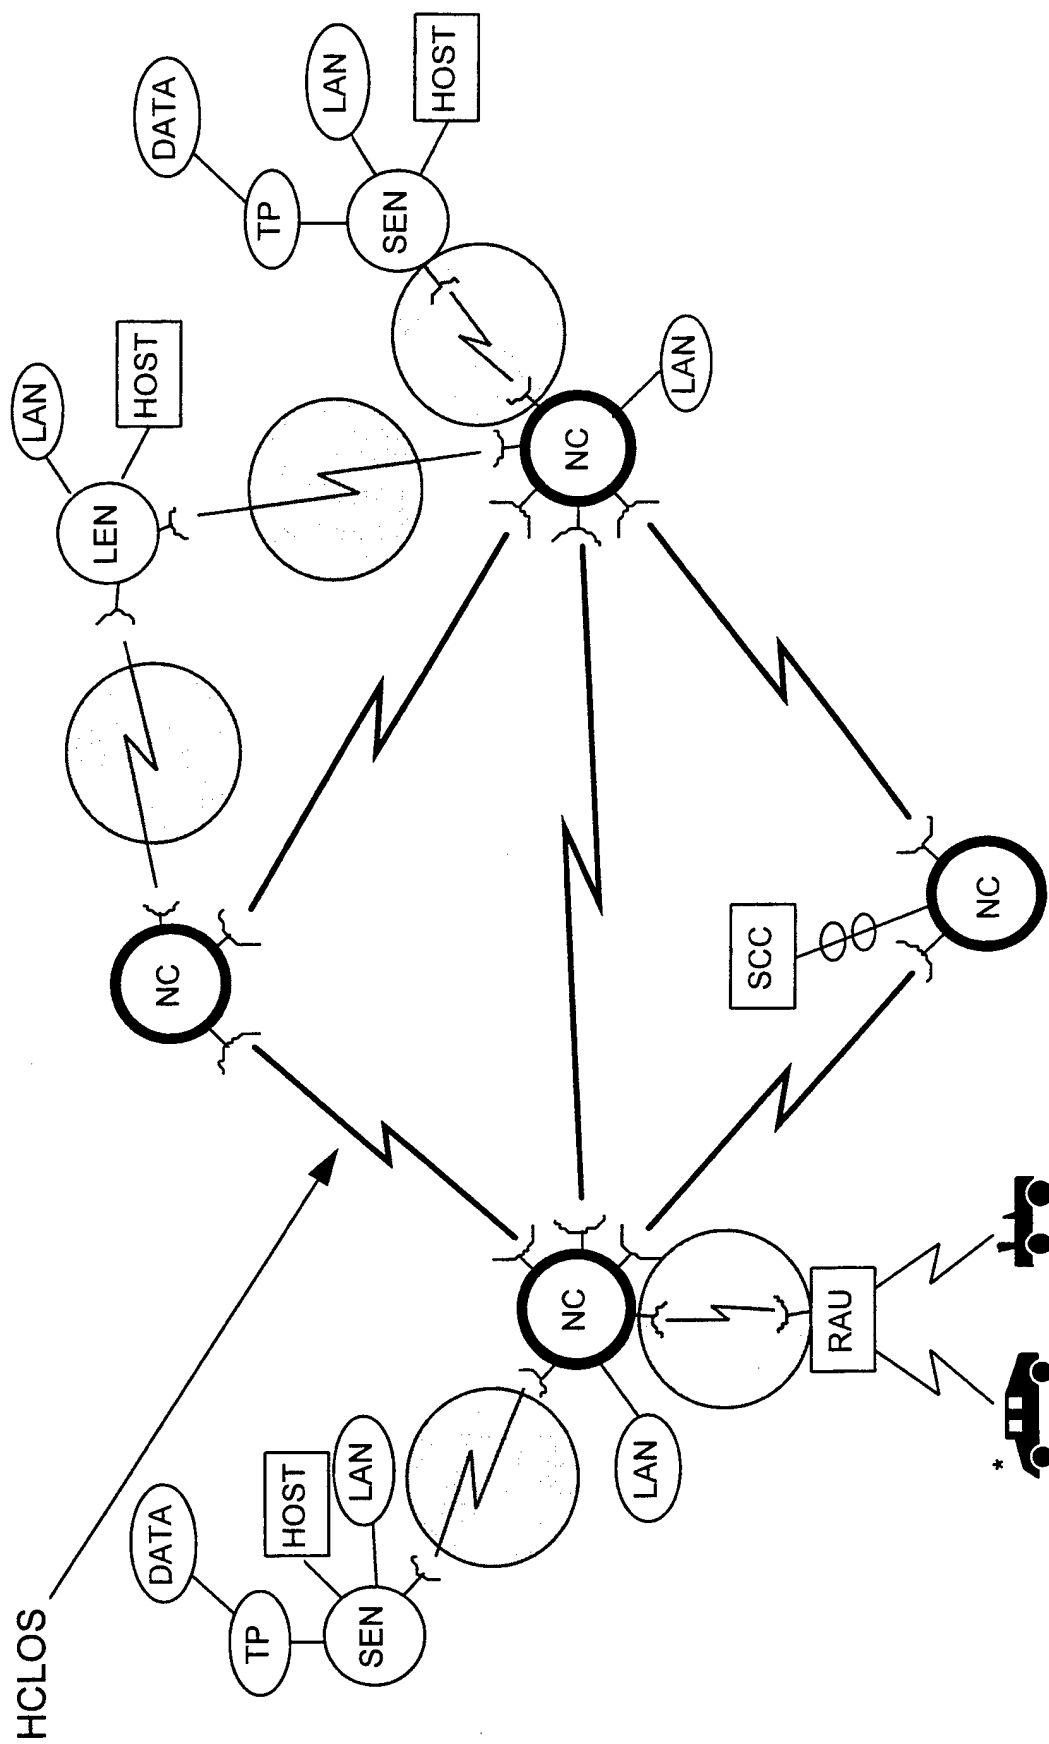 HCLOS
DATA
TP
HOST
LAN
SEN
NC
LAN
RAU
*
NC
SCC
NC
LEN
LAN
HOST
NC
LAN
DATA
TP
SEN
LAN
HOST